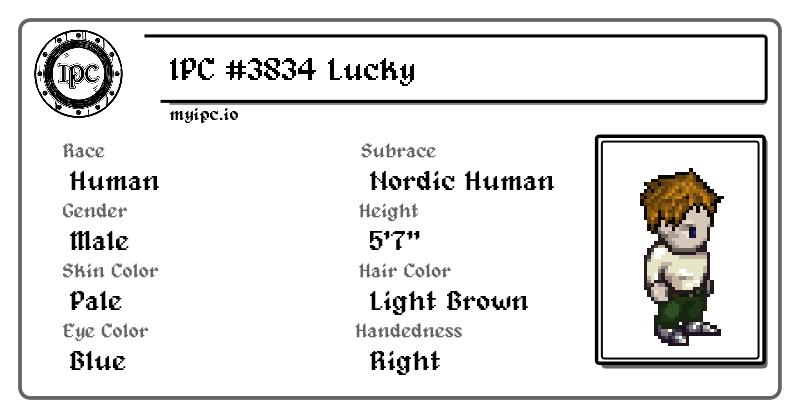 IPC
IPC #3834 Lucky
myipc.io
Race
Human
Subrace
Nordic Human
Gender
Male
Height
5'7"
Skin Color
Pale
Hair Color
Light Brown
Eye Color
Blue
Handedness
Right